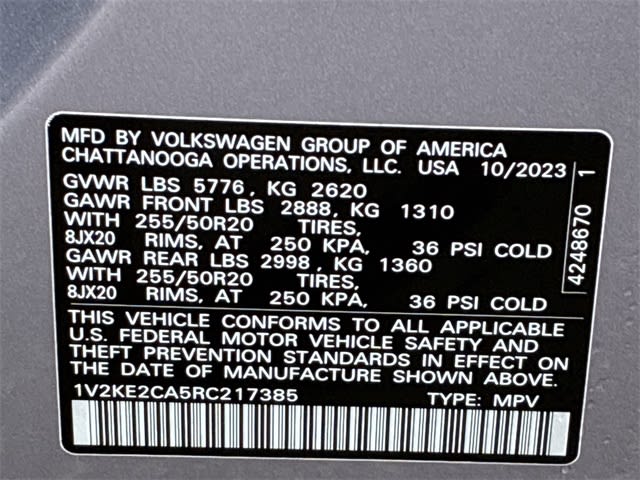 MFD BY VOLKSWAGEN GROUP OF AMERICA
CHATTANOOGA OPERATIONS, LLC. USA 10/2023
GVWR LBS 5776, KG 2620
GAWR FRONT LBS 2888, KG 1310
WITH 255/50R20 TIRES,
8JX20 RIMS, AT 250 KPA, 36 PSI COLD
GAWR REAR LBS 2998, KG 1360
WITH 255/50R20 TIRES,
8JX20 RIMS, AT 250 KPA, 36 PSI COLD
THIS VEHICLE CONFORMS TO ALL APPLICABLE
U.S. FEDERAL MOTOR VEHICLE SAFETY AND
THEFT PREVENTION STANDARDS IN EFFECT ON
THE DATE OF MANUFACTURE SHOWN ABOVE.
1V2KE2CA5RC217385 TYPE: MPV
4248670 1